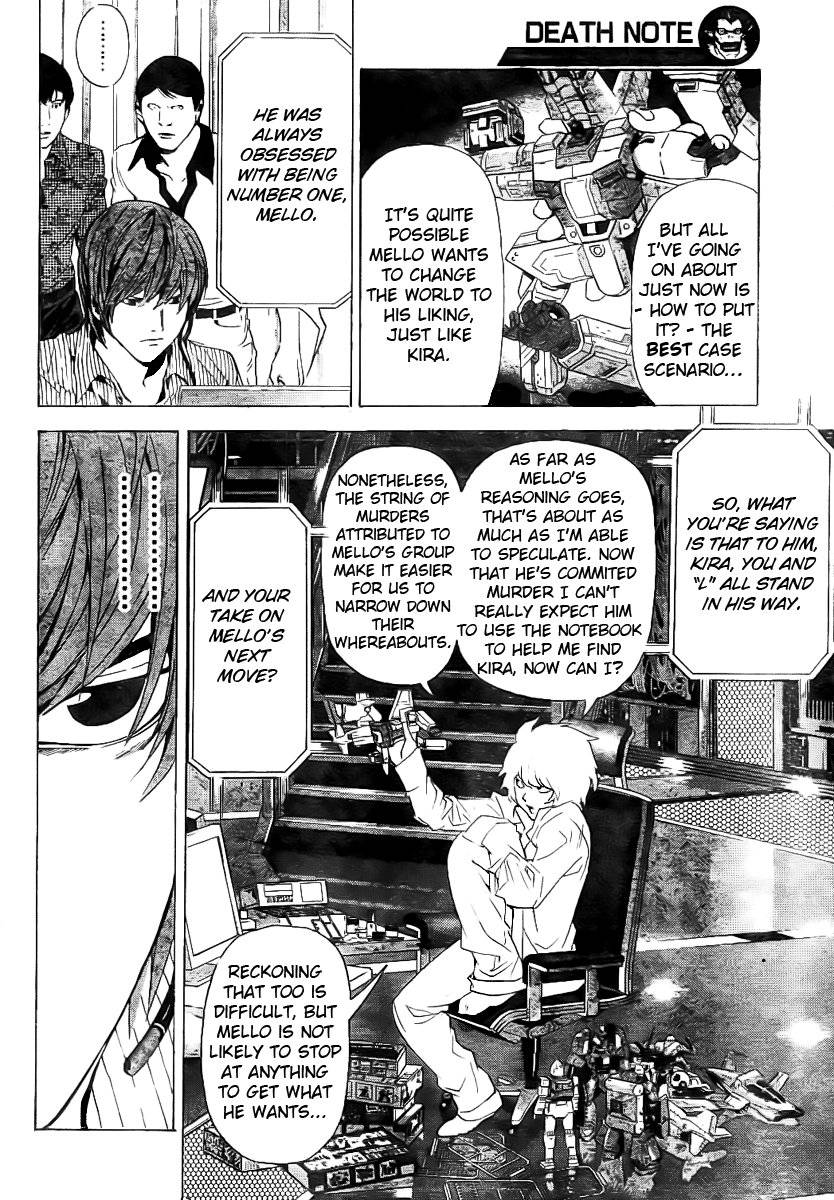 DEATH NOTE
BUT ALL
I'VE GOING
ON ABOUT
JUST NOW IS
- HOW TO PUT
IT? - THE
BEST CASE
SCENARIO...
IT'S QUITE
POSSIBLE
MELLO WANTS
TO CHANGE
THE WORLD TO
HIS LIKING,
JUST LIKE
KIRA.
HE WAS
ALWAYS
OBSESSED
WITH BEING
NUMBER ONE,
MELLO.
........
SO, WHAT
YOU'RE SAYING
IS THAT TO HIM,
KIRA, YOU AND
"L" ALL STAND
IN HIS WAY.
AS FAR AS
MELLO'S
REASONING
GOES,
THAT'S ABOUT AS
MUCH AS I'M ABLE
TO SPECULATE. NOW
THAT HE'S COMMITED
MURDER I CAN'T
REALLY EXPECT HIM
TO USE THE NOTEBOOK
TO HELP ME FIND
KIRA, NOW CAN I?
NONETHELESS,
THE STRING OF
MURDERS
ATTRIBUTED TO
MELLO'S GROUP
MAKE IT EASIER
FOR US TO
NARROW DOWN
THEIR
WHEREABOUTS.
AND YOUR
TAKE ON
MELLO'S
NEXT
MOVE?
RECKONING
THAT TOO IS
DIFFICULT, BUT
MELLO IS NOT
LIKELY TO STOP
AT ANYTHING
TO GET WHAT
HE WANTS...